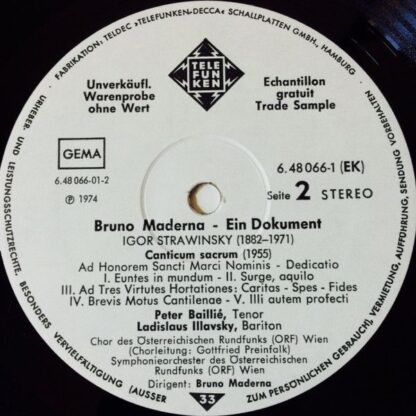 FABRIKATION, TELDEC »TELEFUNKEN-DECCA« SCHALLPLATTEN GMBH., HAMBURG
TELE
FUN
KEN
Unverkäufl.
Warenprobe
ohne Wert
Echantillon
gratuit
Trade Sample
GEMA
6.48 066-01-2
℗ 1974
6.48 066-1 (EK)
Seite 2 STEREO
Bruno Maderna - Ein Dokument
IGOR STRAWINSKY (1882–1971)
Canticum sacrum (1955)
Ad Honorem Sancti Marci Nominis - Dedicatio
I. Euntes in mundum - II. Surge, aquilo
III. Ad Tres Virtutes Hortationes: Caritas - Spes - Fides
IV. Brevis Motus Cantilenae - V. Illi autem profecti
Peter Baillié, Tenor
Ladislaus Illavsky, Bariton
Chor des Österreichischen Rundfunks (ORF) Wien
(Chorleitung: Gottfried Preinfalk)
Symphonieorchester des Österreichischen
Rundfunks (ORF) Wien
Dirigent: Bruno Maderna
33
URHEBER- UND LEISTUNGSSCHUTZRECHTE, BESONDERS VERVIELFÄLTIGUNG (AUSSER
ZUM PERSÖNLICHEN GEBRAUCH), VERMIETUNG, AUFFÜHRUNG, SENDUNG VORBEHALTEN